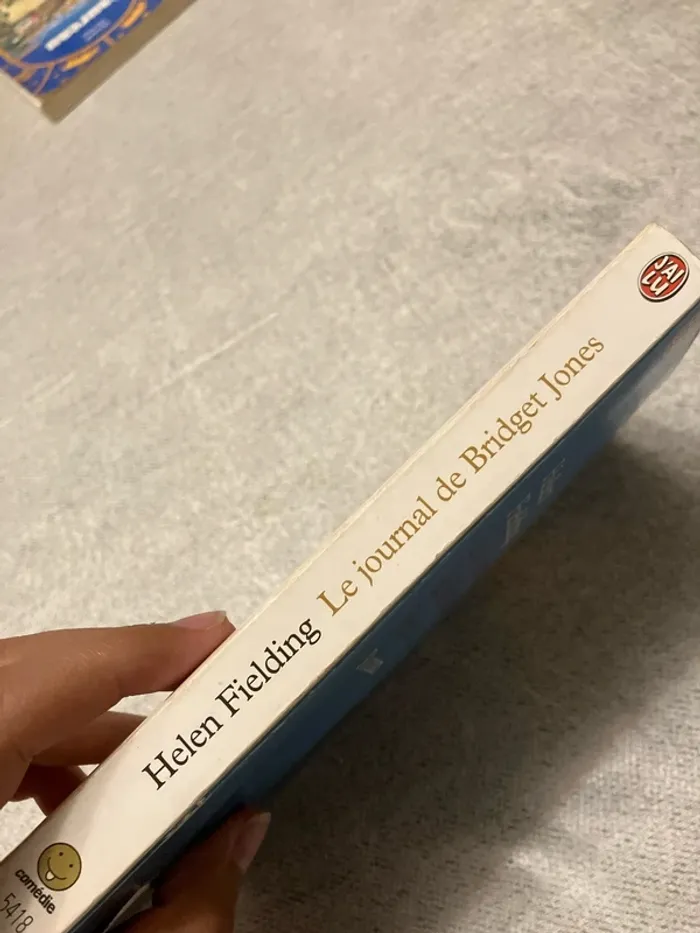 Helen Fielding Le journal de Bridget Jones
J'AI
LU
comédie
5418